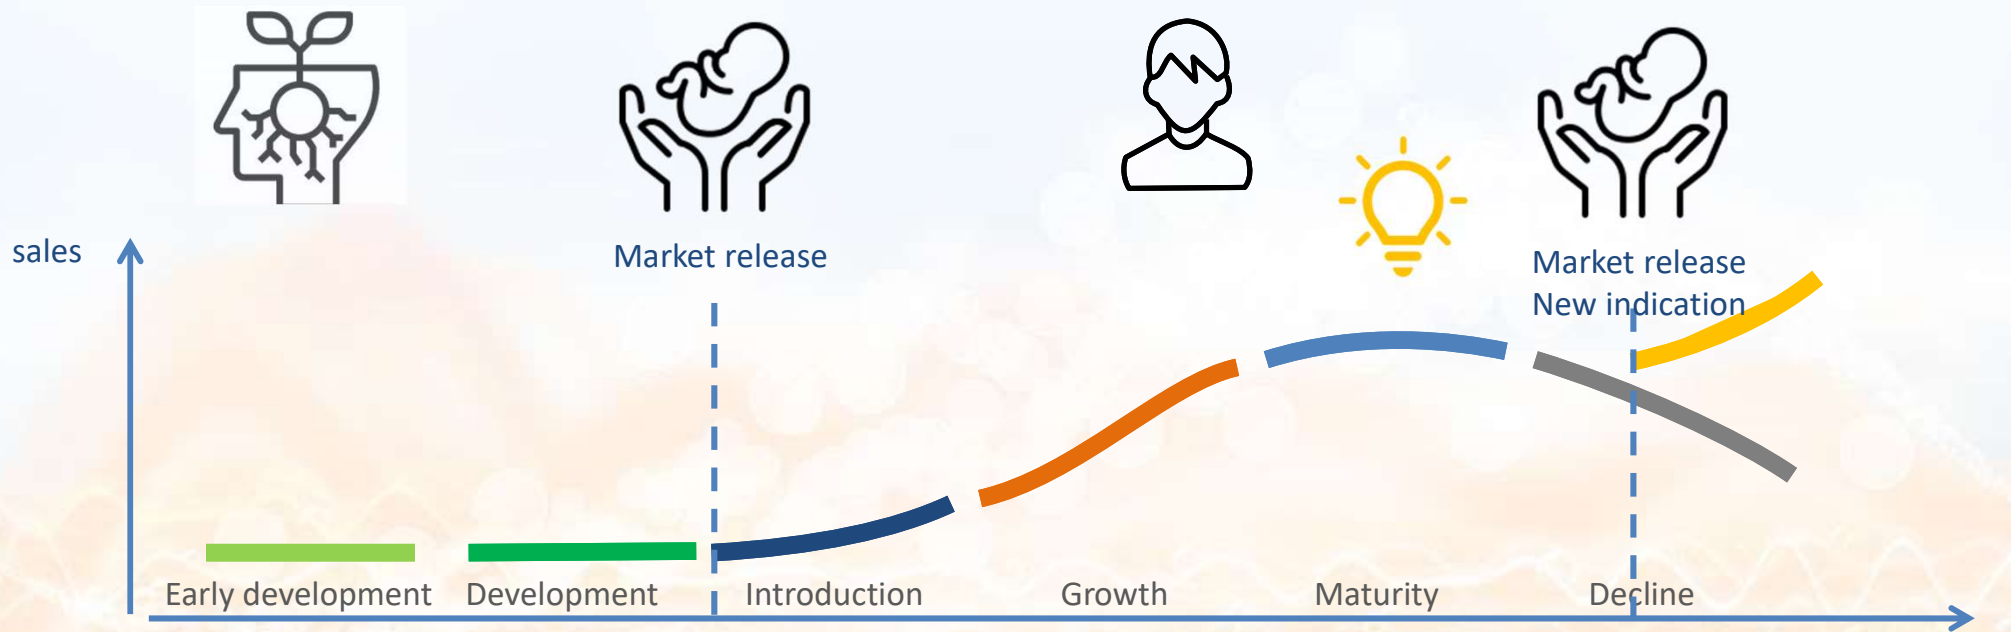 sales
Market release
Market release
New indication
Early development
Development
Introduction
Growth
Maturity
Decline